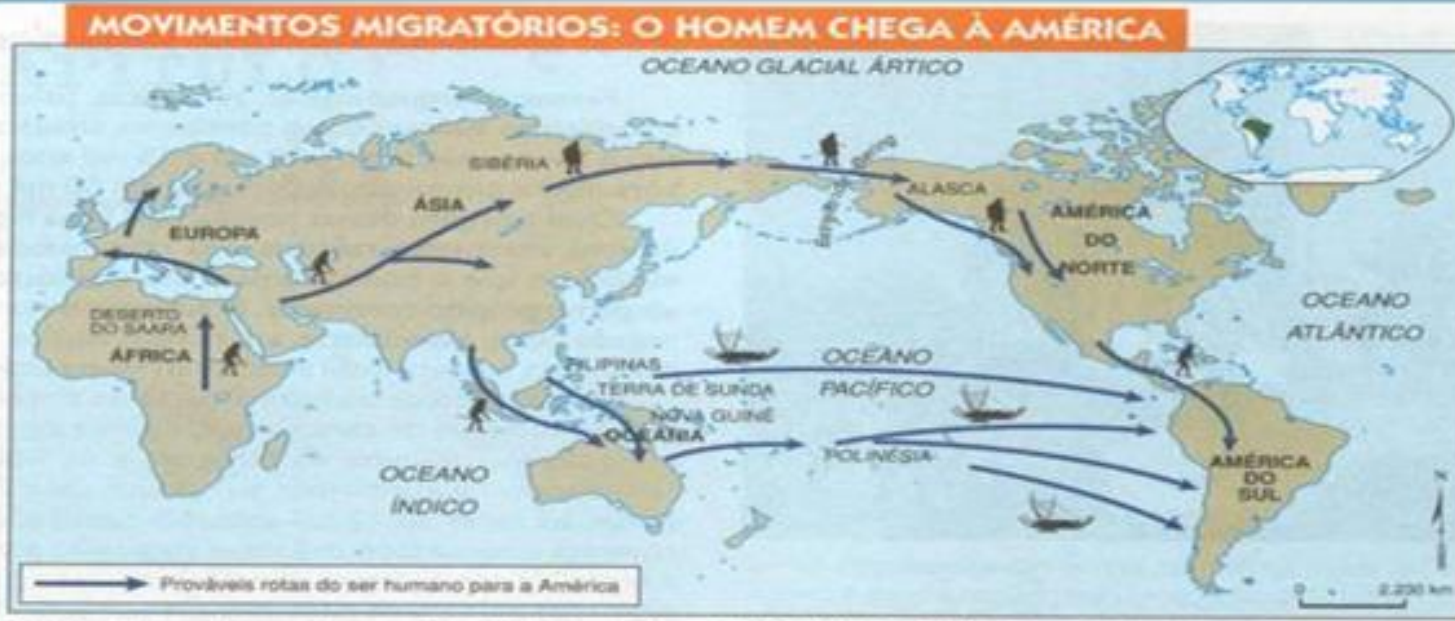 MOVIMENTOS MIGRATÓRIOS: O HOMEM CHEGA À AMÉRICA
OCEANO GLACIAL ÁRTICO
SIBÉRIA
ALASCA
ÁSIA
EUROPA
AMÉRICA
DO
NORTE
DESERTO
DO SAARA
ÁFRICA
OCEANO
ATLÂNTICO
FILIPINAS
TERRA DE SUNDA
NOVA GUINÉ
OCEANIA
OCEANO
PACÍFICO
POLINÉSIA
OCEANO
ÍNDICO
AMÉRICA
DO
SUL
N
Prováveis rotas do ser humano para a América
0 2.230 km